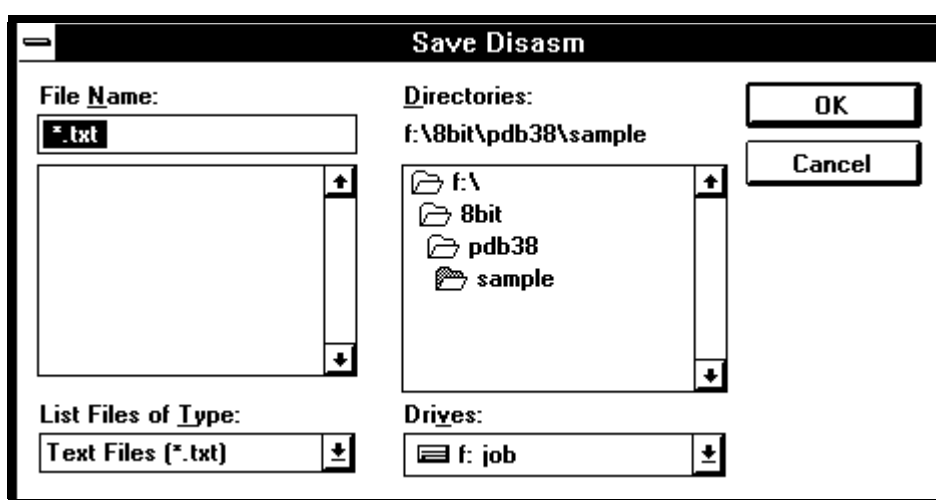 Save Disasm
File Name:
*.txt
Directories:
f:\8bit\pdb38\sample
f:\
8bit
pdb38
sample
OK
Cancel
List Files of Type:
Text Files (*.txt)
Drives:
f: job